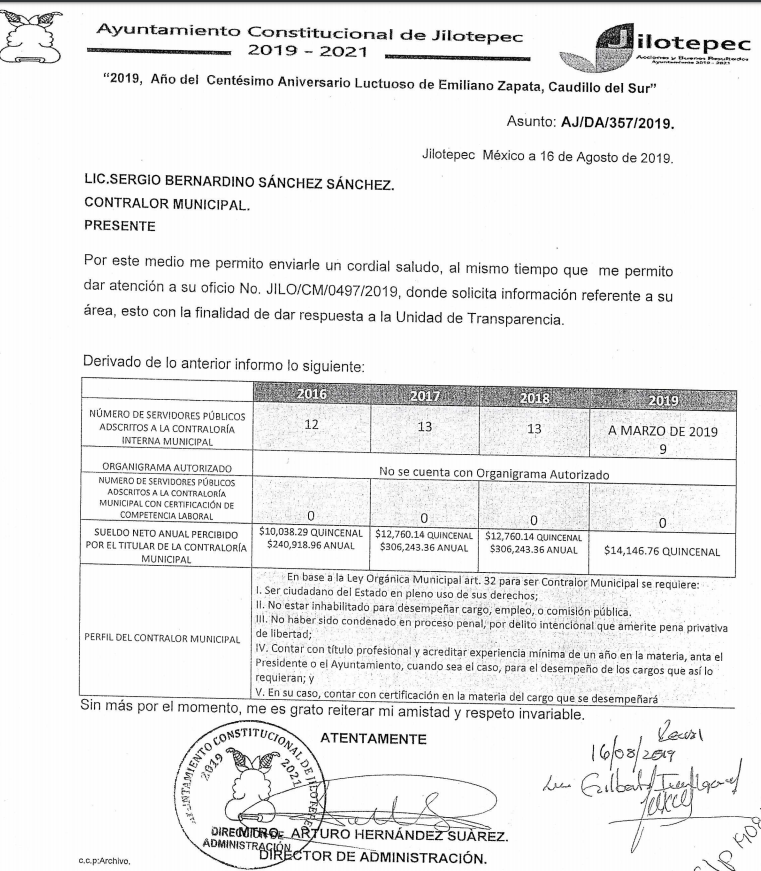 Ayuntamiento Constitucional de Jilotepec
2019 - 2021
Jilotepec
Acciones y Buenos Resultados
Ayuntamiento 2019 - 2021
"2019, Año del Centésimo Aniversario Luctuoso de Emiliano Zapata, Caudillo del Sur"
Asunto: AJ/DA/357/2019.
Jilotepec México a 16 de Agosto de 2019.
LIC.SERGIO BERNARDINO SÁNCHEZ SÁNCHEZ.
CONTRALOR MUNICIPAL.
PRESENTE
Por este medio me permito enviarle un cordial saludo, al mismo tiempo que me permito
dar atención a su oficio No. JILO/CM/0497/2019, donde solicita información referente a su
área, esto con la finalidad de dar respuesta a la Unidad de Transparencia.
Derivado de lo anterior informo lo siguiente:
2016 2017 2018 2019
NÚMERO DE SERVIDORES PÚBLICOS
ADSCRITOS A LA CONTRALORÍA
INTERNA MUNICIPAL
12 13 13 A MARZO DE 2019
9
ORGANIGRAMA AUTORIZADO
No se cuenta con Organigrama Autorizado
NUMERO DE SERVIDORES PÚBLICOS
ADSCRITOS A LA CONTRALORÍA
MUNICIPAL CON CERTIFICACIÓN DE
COMPETENCIA LABORAL
0 0 0 0
SUELDO NETO ANUAL PERCIBIDO
POR EL TITULAR DE LA CONTRALORÍA
MUNICIPAL
$10,038.29 QUINCENAL
$240,918.96 ANUAL
$12,760.14 QUINCENAL
$306,243.36 ANUAL
$12,760.14 QUINCENAL
$306,243.36 ANUAL
$14,146.76 QUINCENAL
PERFIL DEL CONTRALOR MUNICIPAL
En base a la Ley Orgánica Municipal art. 32 para ser Contralor Municipal se requiere:
I. Ser ciudadano del Estado en pleno uso de sus derechos;
II. No estar inhabilitado para desempeñar cargo, empleo, o comisión pública.
III. No haber sido condenado en proceso penal, por delito intencional que amerite pena privativa
de libertad;
IV. Contar con título profesional y acreditar experiencia mínima de un año en la materia, anta el
Presidente o el Ayuntamiento, cuando sea el caso, para el desempeño de los cargos que así lo
requieran; y
V. En su caso, contar con certificación en la materia del cargo que se desempeñará
Sin más por el momento, me es grato reiterar mi amistad y respeto invariable.
ATENTAMENTE
AYUNTAMIENTO CONSTITUCIONAL DE JILOTEPEC
2019 2021
DIRECCIÓN DE
ADMINISTRACIÓN
MTRO. ARTURO HERNÁNDEZ SUÁREZ.
DIRECTOR DE ADMINISTRACIÓN.
16/08/2019
c.c.p:Archivo.